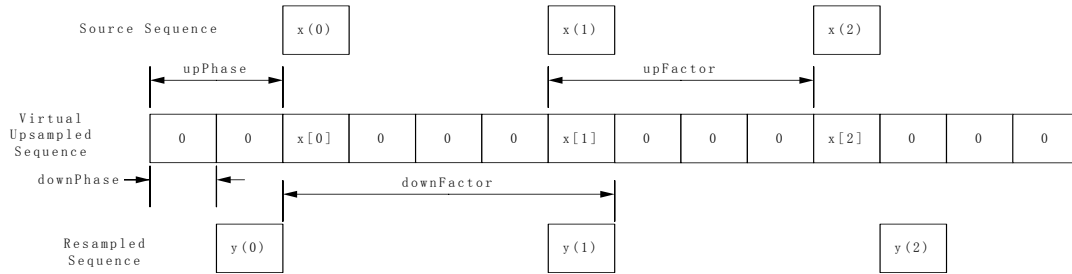 Source Sequence
x(0) x(1) x(2)
upPhase
upFactor
Virtual
Upsampled
Sequence
0 0 x[0] 0 0 0 x[1] 0 0 0 x[2] 0 0 0
downPhase
downFactor
Resampled
Sequence
y(0) y(1) y(2)